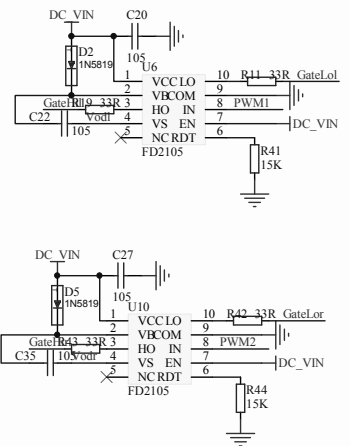 DC_VIN
C20
D2
1N5819
105
U6
1 VCC LO 10 R11 33R GateLol
2 VB COM 9
R19 33R 3 HO IN 8 PWM1
C22 Vodl 4 VS EN 7 DC_VIN
105 5 NC RDT 6
FD2105
R41
15K
DC_VIN
C27
D5
1N5819
105
U10
1 VCC LO 10 R42 33R GateLor
2 VB COM 9
R43 33R 3 HO IN 8 PWM2
C35 105 Vodr 4 VS EN 7 DC_VIN
5 NC RDT 6
FD2105
R44
15K